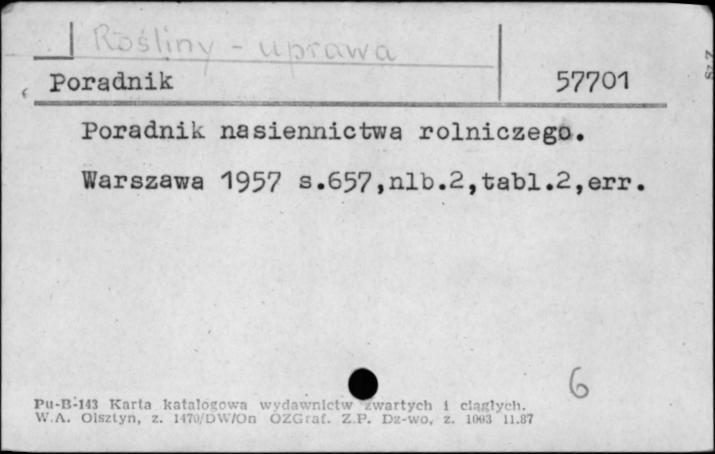 Rośliny - uprawa
Poradnik 57701
Poradnik nasiennictwa rolniczego.
Warszawa 1957 s.657,nlb.2,tabl.2,err.
6
Pu-B-143 Karta katalogowa wydawnictw zwartych i ciągłych.
W.A. Olsztyn, z. 1470/DW/On OZGraf. Z.P. Dz-wo, z. 1003 11.87